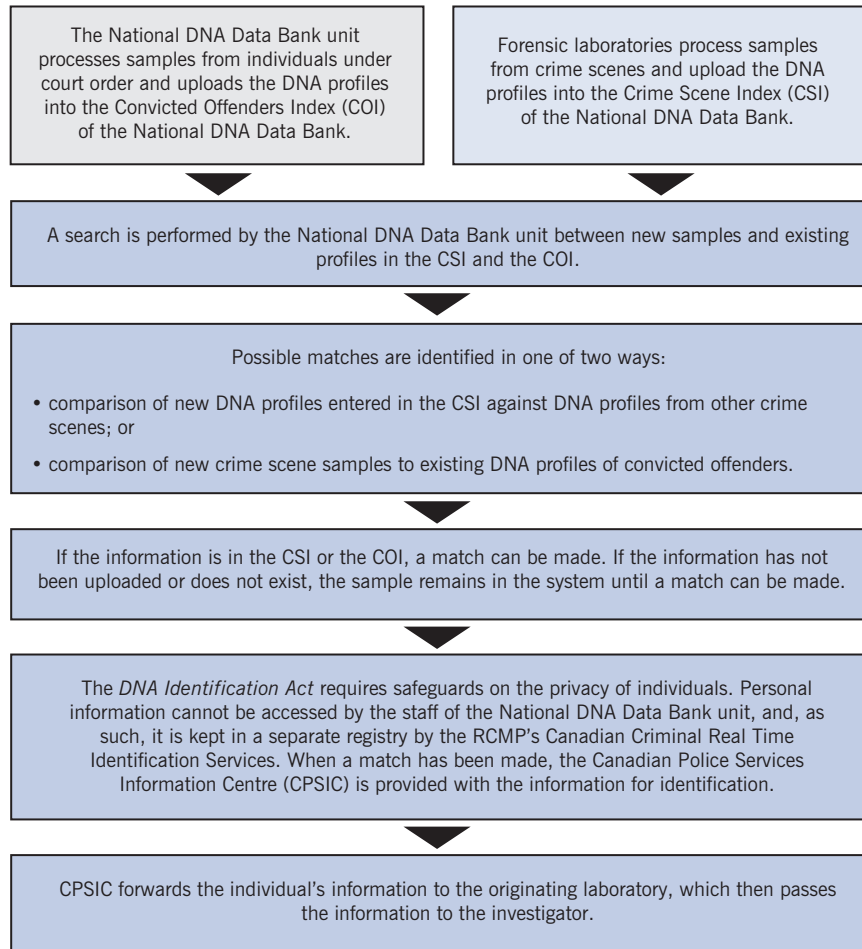 The National DNA Data Bank unit
processes samples from individuals under
court order and uploads the DNA profiles
into the Convicted Offenders Index (COI)
of the National DNA Data Bank.
Forensic laboratories process samples
from crime scenes and upload the DNA
profiles into the Crime Scene Index (CSI)
of the National DNA Data Bank.
A search is performed by the National DNA Data Bank unit between new samples and existing
profiles in the CSI and the COI.
Possible matches are identified in one of two ways:
• comparison of new DNA profiles entered in the CSI against DNA profiles from other crime
scenes; or
• comparison of new crime scene samples to existing DNA profiles of convicted offenders.
If the information is in the CSI or the COI, a match can be made. If the information has not
been uploaded or does not exist, the sample remains in the system until a match can be made.
The DNA Identification Act requires safeguards on the privacy of individuals. Personal
information cannot be accessed by the staff of the National DNA Data Bank unit, and, as
such, it is kept in a separate registry by the RCMP's Canadian Criminal Real Time
Identification Services. When a match has been made, the Canadian Police Services
Information Centre (CPSIC) is provided with the information for identification.
CPSIC forwards the individual's information to the originating laboratory, which then passes
the information to the investigator.